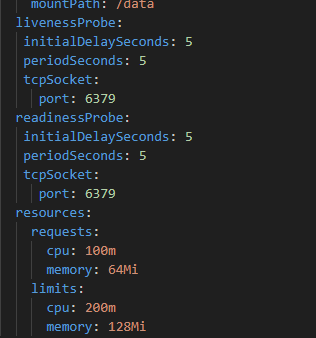 mountPath: /data
livenessProbe:
initialDelaySeconds: 5
periodSeconds: 5
tcpSocket:
port: 6379
readinessProbe:
initialDelaySeconds: 5
periodSeconds: 5
tcpSocket:
port: 6379
resources:
requests:
cpu: 100m
memory: 64Mi
limits:
cpu: 200m
memory: 128Mi